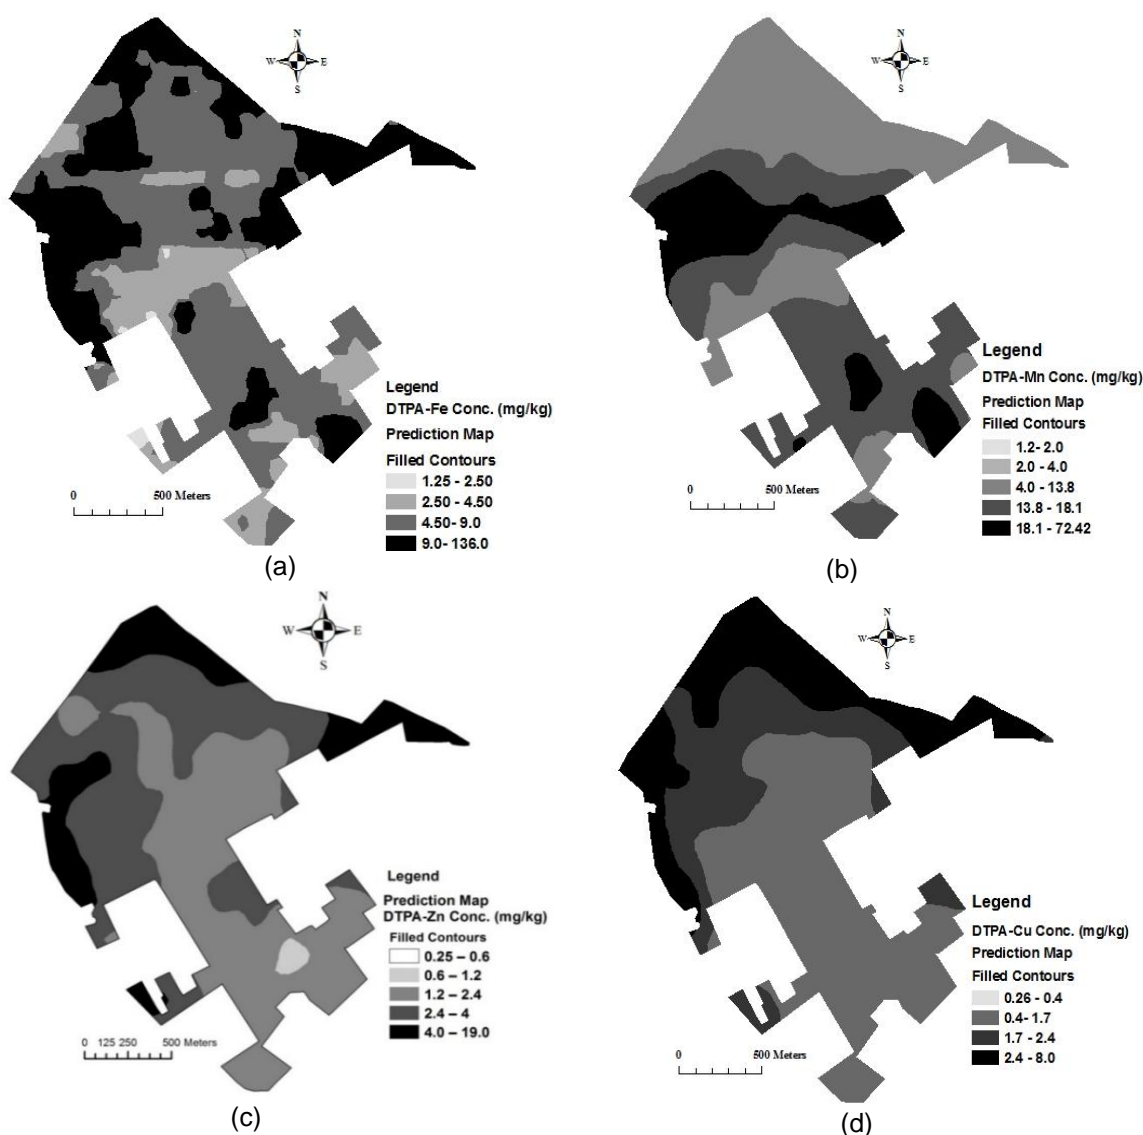 N
W E
S
Legend
DTPA-Fe Conc. (mg/kg)
Prediction Map
Filled Contours
1.25 - 2.50
2.50 - 4.50
4.50- 9.0
9.0- 136.0
0 500 Meters
(a)
N
W E
S
Legend
DTPA-Mn Conc. (mg/kg)
Prediction Map
Filled Contours
1.2- 2.0
2.0 - 4.0
4.0 - 13.8
13.8 - 18.1
18.1 - 72.42
0 500 Meters
(b)
N
W E
S
Legend
Prediction Map
DTPA-Zn Conc. (mg/kg)
Filled Contours
0.25 – 0.6
0.6 – 1.2
1.2 – 2.4
2.4 – 4
4.0 – 19.0
0 125 250 500 Meters
(c)
N
W E
S
Legend
DTPA-Cu Conc. (mg/kg)
Prediction Map
Filled Contours
0.26 - 0.4
0.4- 1.7
1.7 - 2.4
2.4 - 8.0
0 500 Meters
(d)